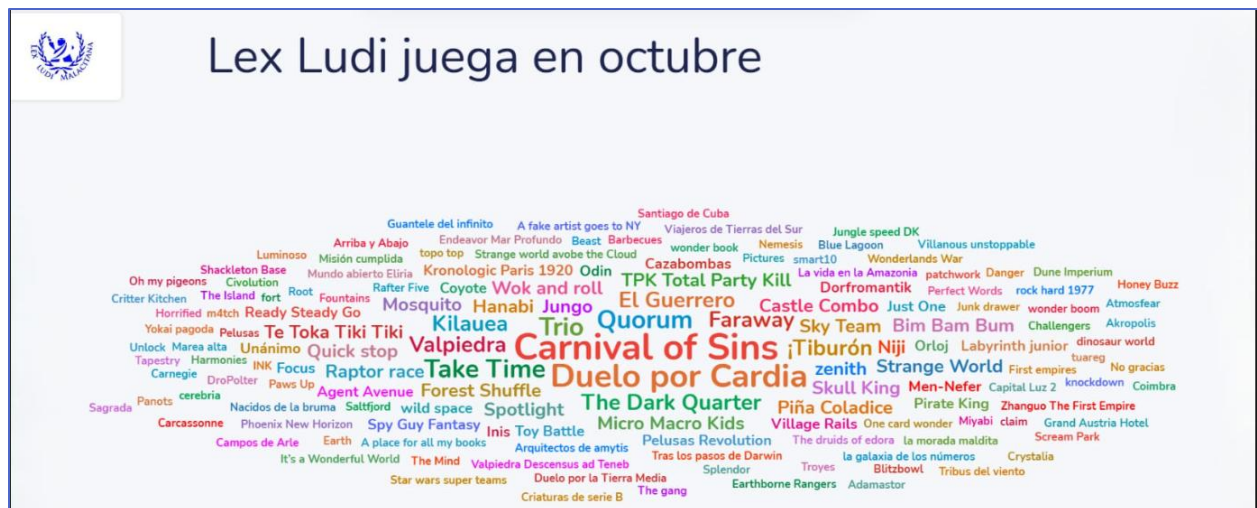 LEX LUDI MALACITANA
Lex Ludi juega en octubre
Santiago de Cuba
Guantele del infinito A fake artist goes to NY Viajeros de Tierras del Sur Jungle speed DK
Arriba y Abajo Endeavor Mar Profundo Beast Barbecues wonder book Nemesis Blue Lagoon Villanous unstoppable
Luminoso Misión cumplida topo top Strange world avobe the Cloud Cazabombas Pictures smart10 Wonderlands War
Oh my pigeons Shackleton Base Civolution Mundo abierto Eliria Kronologic Paris 1920 Odin TPK Total Party Kill La vida en la Amazonia patchwork Danger Dune Imperium
Critter Kitchen The Island fort Root Fountains Rafter Five Coyote Wok and roll El Guerrero Dorfromantik Perfect Words rock hard 1977 Honey Buzz
Horrified m4tch Ready Steady Go Mosquito Hanabi Jungo Castle Combo Just One Junk drawer wonder boom Atmosfear
Yokai pagoda Pelusas Te Toka Tiki Tiki Kilauea Trio Quorum Faraway Sky Team Bim Bam Bum Challengers Akropolis
Unlock Marea alta Unánimo Quick stop Valpiedra Carnival of Sins ¡Tiburón Niji Orloj Labyrinth junior dinosaur world
Tapestry Harmonies INK Focus Raptor race Take Time Duelo por Cardia zenith Strange World First empires tuareg No gracias
Carnegie DroPolter Paws Up Agent Avenue Forest Shuffle Skull King Men-Nefer Capital Luz 2 knockdown Coimbra
Sagrada Panots cerebria Nacidos de la bruma Saltfjord wild space Spotlight The Dark Quarter Piña Coladice Pirate King Zhanguo The First Empire
Carcassonne Phoenix New Horizon Spy Guy Fantasy Inis Toy Battle Micro Macro Kids Village Rails One card wonder Miyabi claim Grand Austria Hotel
Campos de Arle Earth A place for all my books Arquitectos de amytis Pelusas Revolution The druids of edora la morada maldita Scream Park
It's a Wonderful World The Mind Valpiedra Descensus ad Teneb Tras los pasos de Darwin la galaxia de los números Crystalia
Star wars super teams Duelo por la Tierra Media Splendor Troyes Blitzbowl Tribus del viento
Criaturas de serie B The gang Earthborne Rangers Adamastor